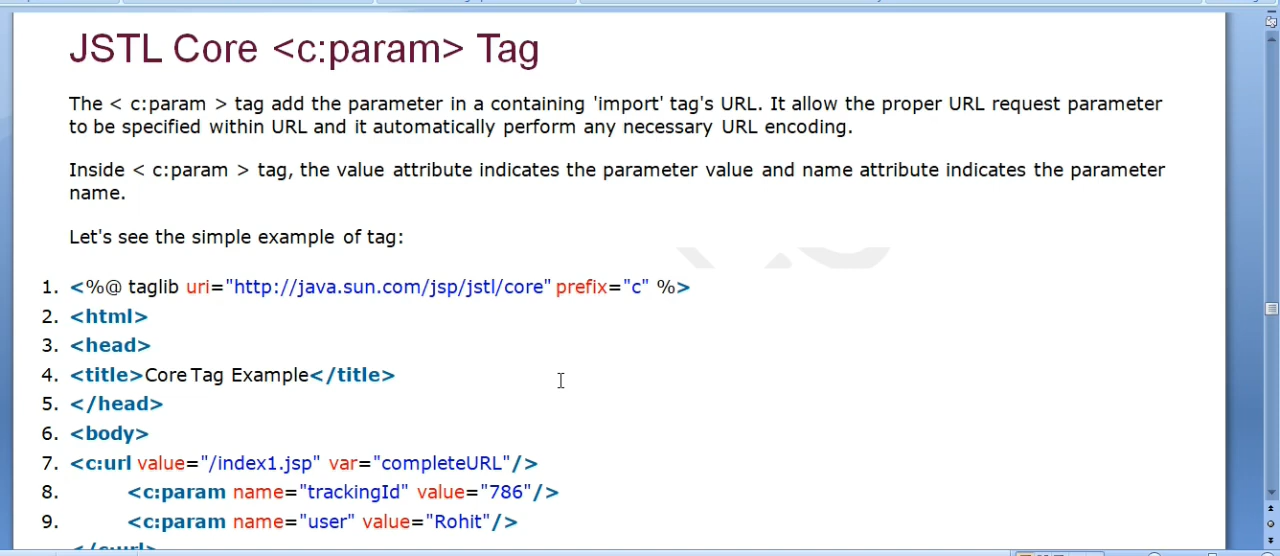 JSTL Core <c:param> Tag
The < c:param > tag add the parameter in a containing 'import' tag's URL. It allow the proper URL request parameter
to be specified within URL and it automatically perform any necessary URL encoding.
Inside < c:param > tag, the value attribute indicates the parameter value and name attribute indicates the parameter
name.
Let's see the simple example of tag:
1. <%@ taglib uri="http://java.sun.com/jsp/jstl/core" prefix="c" %>
2. <html>
3. <head>
4. <title>Core Tag Example</title>
5. </head>
6. <body>
7. <c:url value="/index1.jsp" var="completeURL"/>
8. <c:param name="trackingId" value="786"/>
9. <c:param name="user" value="Rohit"/>
</c:url>